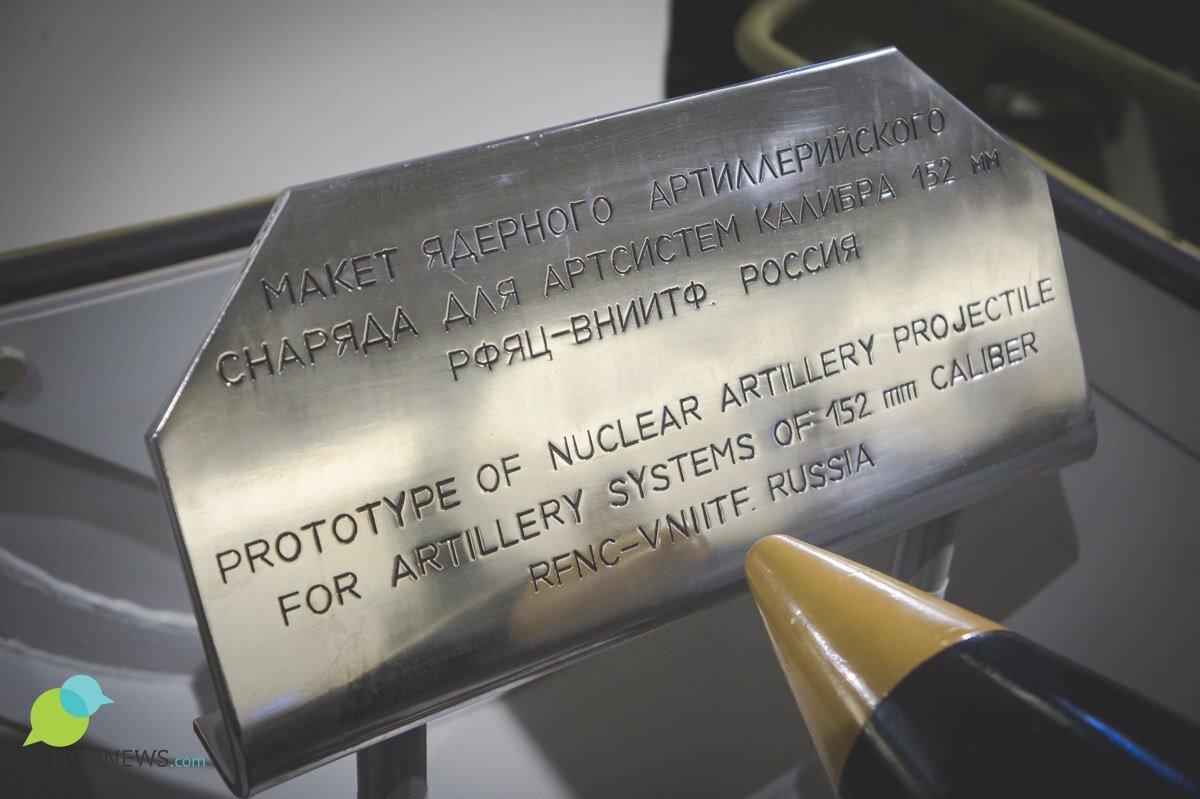 МАКЕТ ЯДЕРНОГО АРТИЛЛЕРИЙСКОГО
СНАРЯДА ДЛЯ АРТСИСТЕМ КАЛИБРА 152 мм
РФЯЦ-ВНИИТФ. РОССИЯ
PROTOTYPE OF NUCLEAR ARTILLERY PROJECTILE
FOR ARTILLERY SYSTEMS OF 152 mm CALIBER
RFNC-VNIITF. RUSSIA